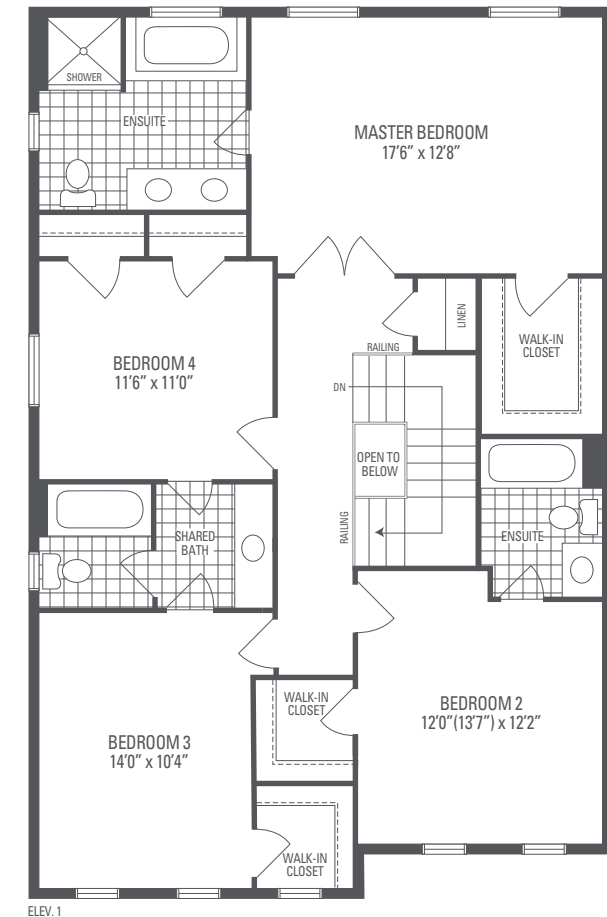 SHOWER
ENSUITE
MASTER BEDROOM
17'6" x 12'8"
LINEN
WALK-IN
CLOSET
RAILING
BEDROOM 4
11'6" x 11'0"
DN
OPEN TO
BELOW
RAILING
SHARED
BATH
ENSUITE
WALK-IN
CLOSET
BEDROOM 2
12'0"(13'7") x 12'2"
BEDROOM 3
14'0" x 10'4"
WALK-IN
CLOSET
ELEV. 1